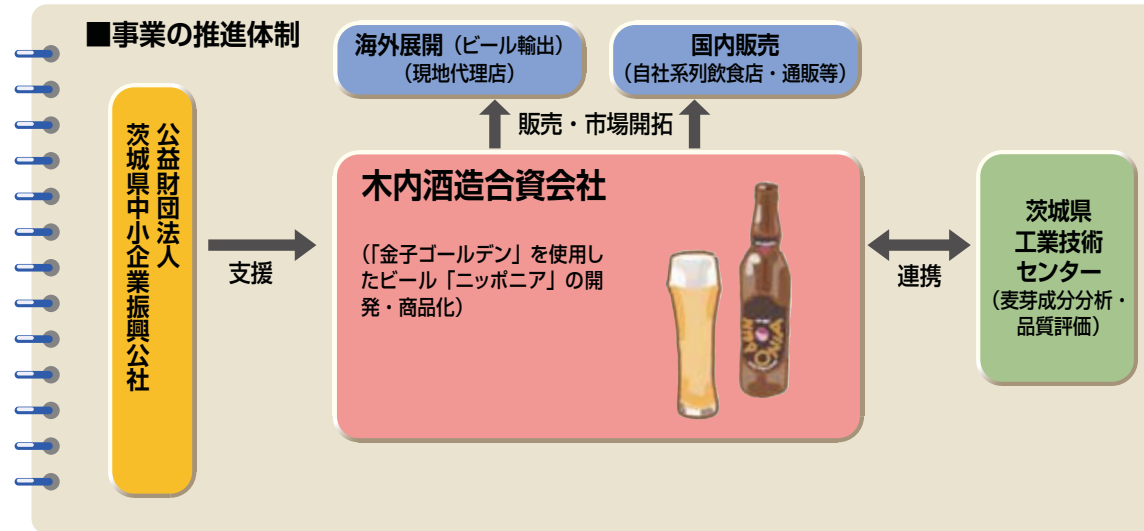 ■事業の推進体制
海外展開（ビール輸出）
（現地代理店）
国内販売
（自社系列飲食店・通販等）
販売・市場開拓
公益財団法人
茨城県中小企業振興公社
支援
木内酒造合資会社
（「金子ゴールデン」を使用し
たビール「ニッポニア」の開
発・商品化）
連携
茨城県
工業技術
センター
（麦芽成分分析・
品質評価）